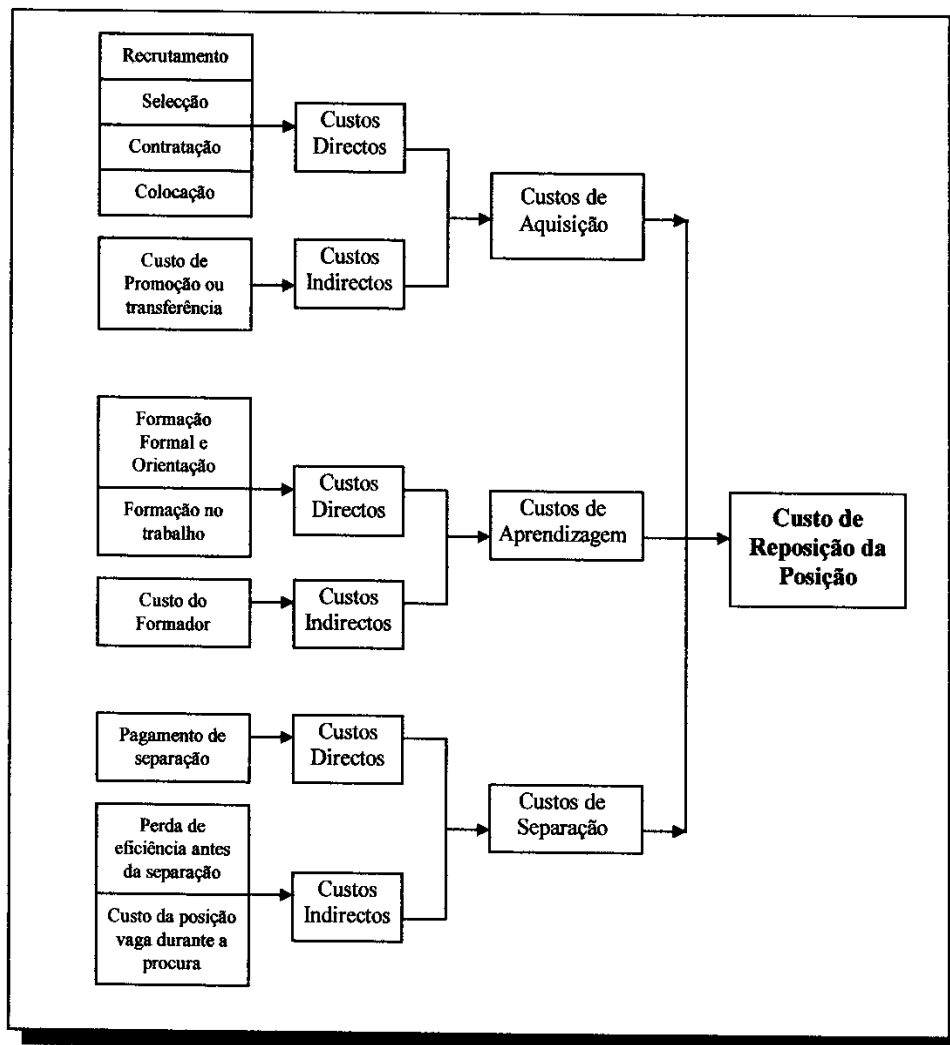 Recrutamento
Selecção
Contratação
Colocação
Custos
Directos
Custo de
Promoção ou
transferência
Custos
Indirectos
Custos de
Aquisição
Formação
Formal e
Orientação
Formação no
trabalho
Custos
Directos
Custo do
Formador
Custos
Indirectos
Custos de
Aprendizagem
Custo de
Reposição da
Posição
Pagamento de
separação
Custos
Directos
Perda de
eficiência antes
da separação
Custo da posição
vaga durante a
procura
Custos
Indirectos
Custos de
Separação